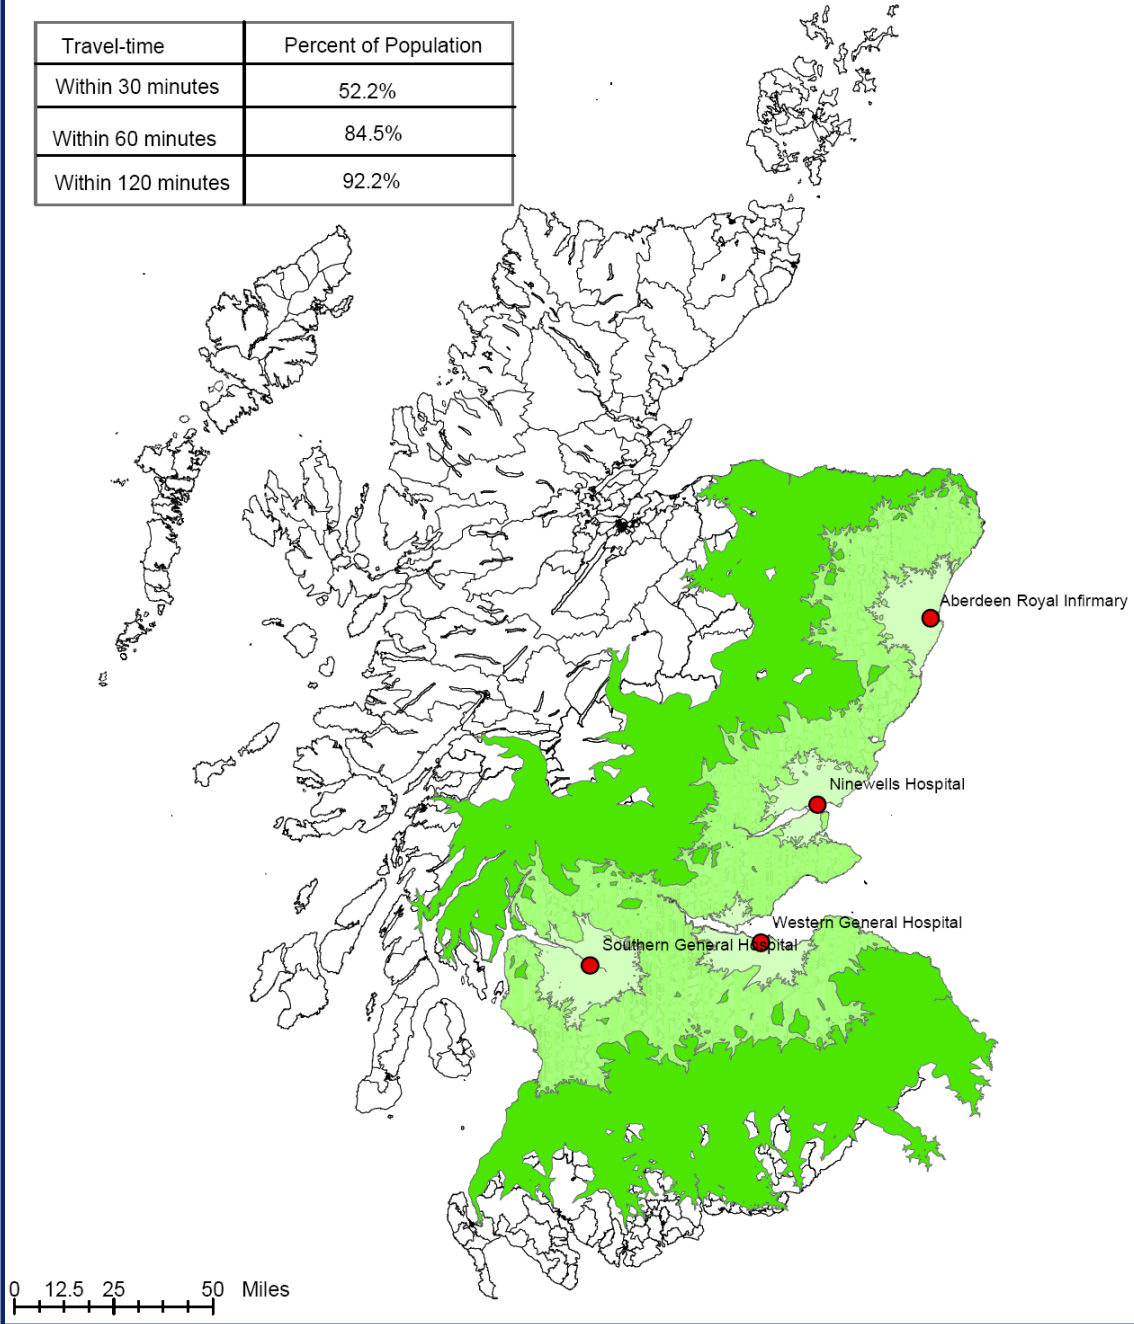 Travel-time Percent of Population
Within 30 minutes 52.2%
Within 60 minutes 84.5%
Within 120 minutes 92.2%
Aberdeen Royal Infirmary
Ninewells Hospital
Western General Hospital
Southern General Hospital
0 12.5 25 50 Miles